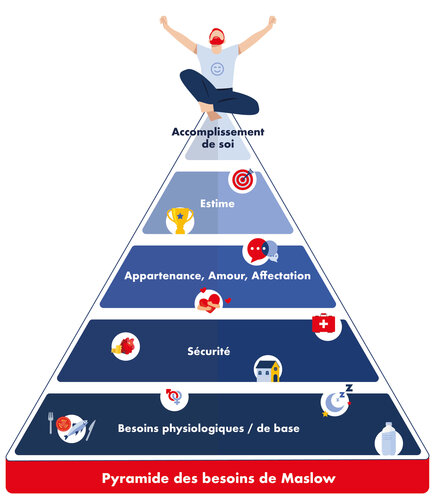 Accomplissement
de soi
Estime
Appartenance, Amour, Affectation
Sécurité
Z
Z
Z
Besoins physiologiques / de base
Pyramide des besoins de Maslow